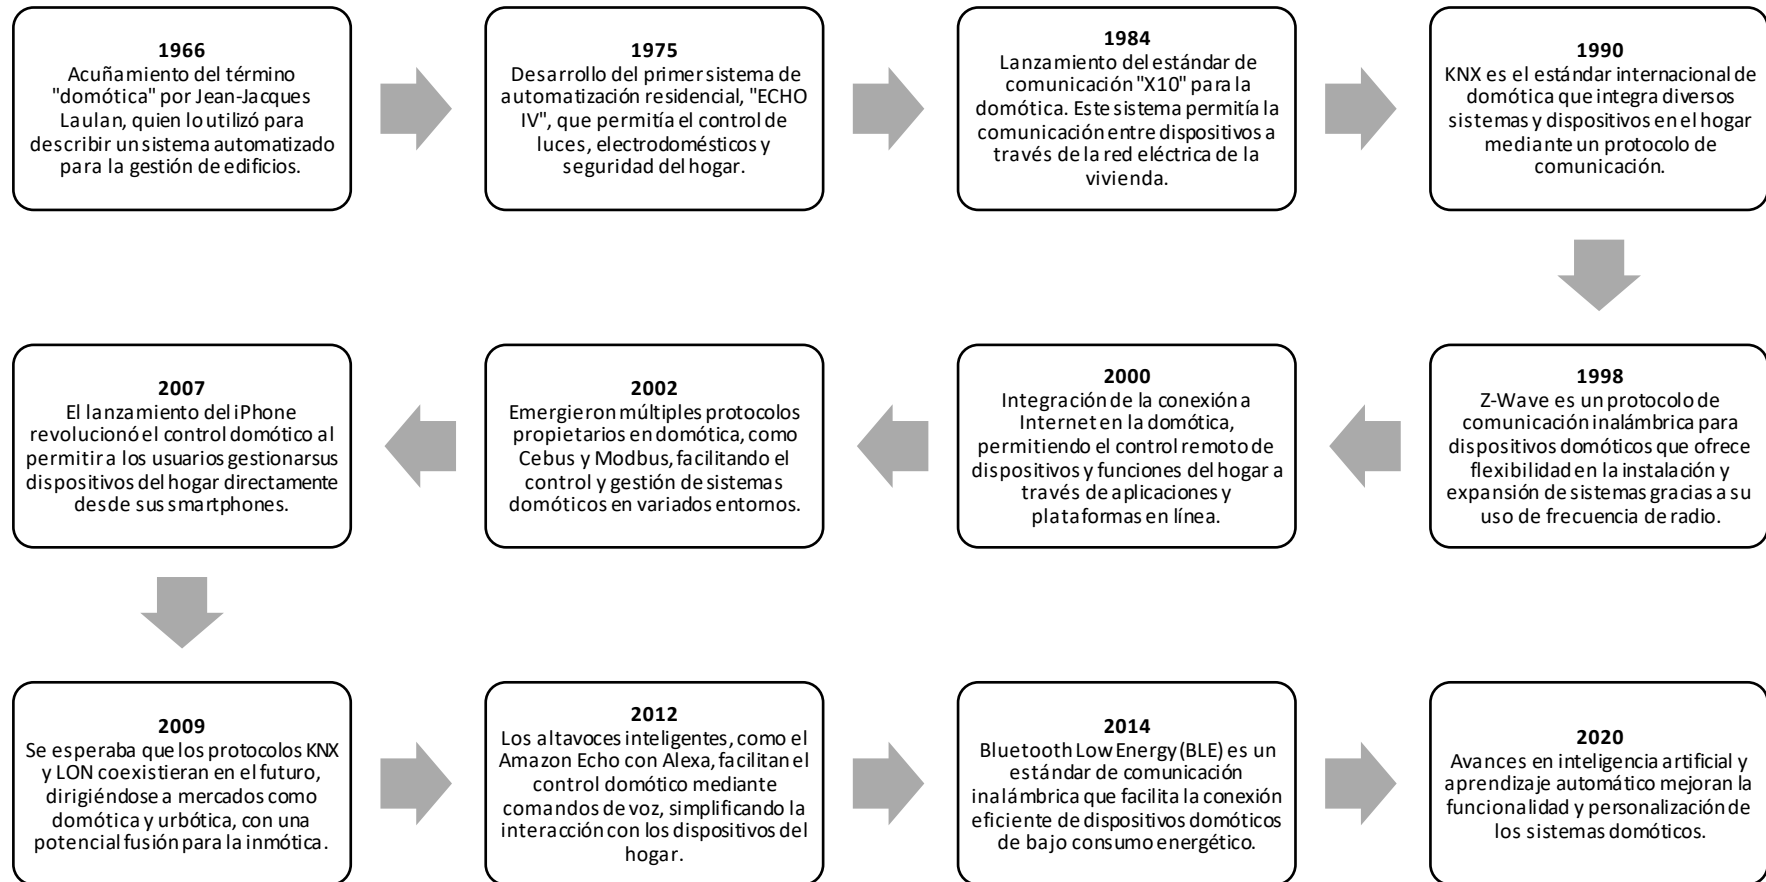 1966
Acuñamiento del término
"domótica" por Jean-Jacques
Laulan, quien lo utilizó para
describir un sistema automatizado
para la gestión de edificios.
1975
Desarrollo del primer sistema de
automatización residencial, "ECHO
IV", que permitía el control de
luces, electrodomésticos y
seguridad del hogar.
1984
Lanzamiento del estándar de
comunicación "X10" para la
domótica. Este sistema permitía la
comunicación entre dispositivos a
través de la red eléctrica de la
vivienda.
1990
KNX es el estándar internacional de
domótica que integra diversos
sistemas y dispositivos en el hogar
mediante un protocolo de
comunicación.
1998
Z-Wave es un protocolo de
comunicación inalámbrica para
dispositivos domóticos que ofrece
flexibilidad en la instalación y
expansión de sistemas gracias a su
uso de frecuencia de radio.
2000
Integración de la conexión a
Internet en la domótica,
permitiendo el control remoto de
dispositivos y funciones del hogar a
través de aplicaciones y
plataformas en línea.
2002
Emergieron múltiples protocolos
propietarios en domótica, como
Cebus y Modbus, facilitando el
control y gestión de sistemas
domóticos en variados entornos.
2007
El lanzamiento del iPhone
revolucionó el control domótico al
permitir a los usuarios gestionar sus
dispositivos del hogar directamente
desde sus smartphones.
2009
Se esperaba que los protocolos KNX
y LON coexistieran en el futuro,
dirigiéndose a mercados como
domótica y urbótica, con una
potencial fusión para la inmótica.
2012
Los altavoces inteligentes, como el
Amazon Echo con Alexa, facilitan el
control domótico mediante
comandos de voz, simplificando la
interacción con los dispositivos del
hogar.
2014
Bluetooth Low Energy (BLE) es un
estándar de comunicación
inalámbrica que facilita la conexión
eficiente de dispositivos domóticos
de bajo consumo energético.
2020
Avances en inteligencia artificial y
aprendizaje automático mejoran la
funcionalidad y personalización de
los sistemas domóticos.